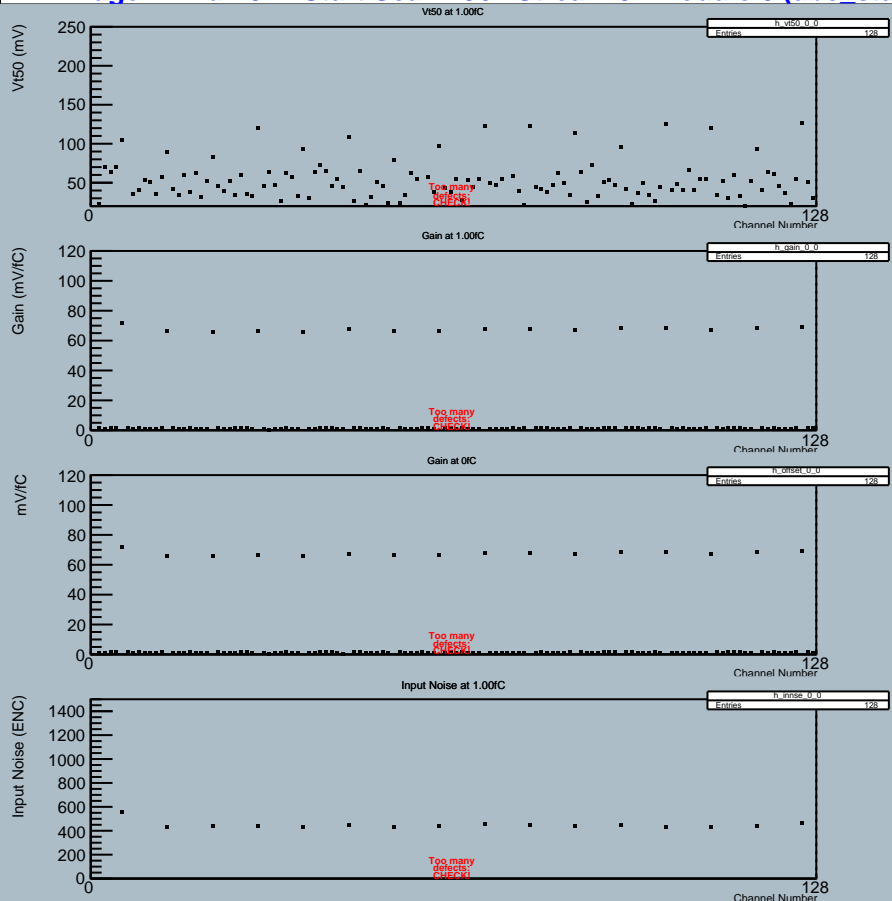 Vt50 at 1.00fC
h_vt50_0_0
Entries 128
Vt50 (mV)
250
200
150
100
50
Too many
defects:
CHECK!
0
128
Channel Number
Gain at 1.00fC
h_gain_0_0
Entries 128
Gain (mV/fC)
120
100
80
60
40
20
0
Too many
defects:
CHECK!
0
128
Channel Number
Gain at 0fC
h_offset_0_0
Entries 128
mV/fC
120
100
80
60
40
20
0
Too many
defects:
CHECK!
0
128
Channel Number
Input Noise at 1.00fC
h_innse_0_0
Entries 128
Input Noise (ENC)
1400
1200
1000
800
600
400
200
0
Too many
defects:
CHECK!
0
128
Channel Number